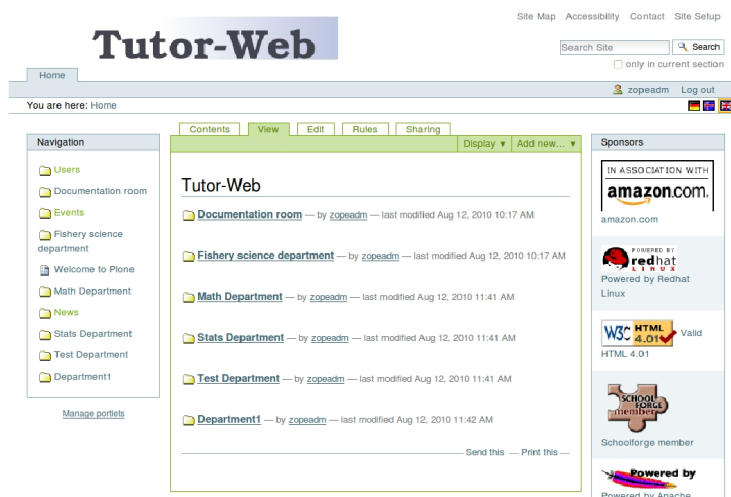 Site Map Accessibility Contact Site Setup
Tutor-Web
Search Site Search
only in current section
Home
zopeadm Log out
You are here: Home
Contents View Edit Rules Sharing
Display ▼ Add new... ▼
Navigation
Users
Documentation room
Events
Fishery science
department
Welcome to Plone
Math Department
News
Stats Department
Test Department
Department1
Manage portlets
Tutor-Web
Documentation room — by zopeadm — last modified Aug 12, 2010 10:17 AM
Fishery science department — by zopeadm — last modified Aug 12, 2010 10:17 AM
Math Department — by zopeadm — last modified Aug 12, 2010 11:41 AM
Stats Department — by zopeadm — last modified Aug 12, 2010 11:41 AM
Test Department — by zopeadm — last modified Aug 12, 2010 11:41 AM
Department1 — by zopeadm — last modified Aug 12, 2010 11:42 AM
Send this — Print this —
Sponsors
IN ASSOCIATION WITH
amazon.com.
amazon.com
POWERED BY
redhat
LINUX
Powered by Redhat
Linux
W3C HTML
4.01
Valid
HTML 4.01
SCHOOL
FORGE
member
Schoolforge member
Powered by
Powered by Apache